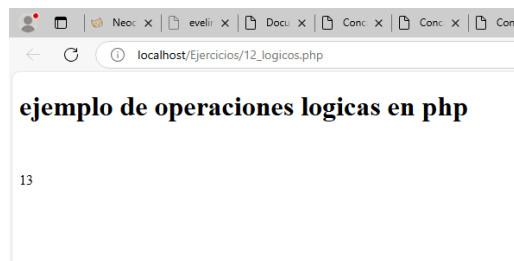 Neoc
evelir
Docu
Conc
Conc
Con
localhost/Ejercicios/12_logicos.php
ejemplo de operaciones logicas en php
13